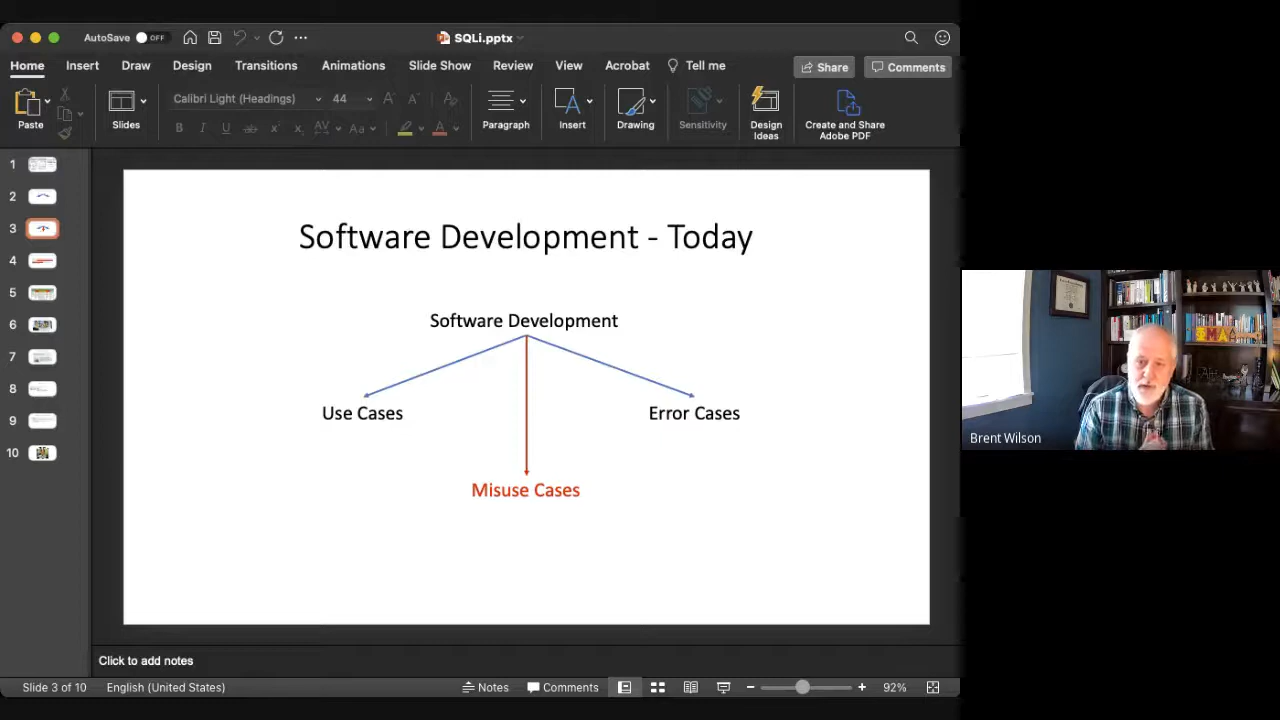 AutoSave OFF SQLi.pptx
Home Insert Draw Design Transitions Animations Slide Show Review View Acrobat Tell me Share Comments
Calibri Light (Headings) 44
Paste Slides Paragraph Insert Drawing Sensitivity Design Ideas Create and Share Adobe PDF
1
2
3
4
5
6
7
8
9
10
Software Development - Today
Software Development
Use Cases Error Cases
Misuse Cases
ΦΜΛ
Brent Wilson
Click to add notes
Slide 3 of 10 English (United States) Notes Comments 92%